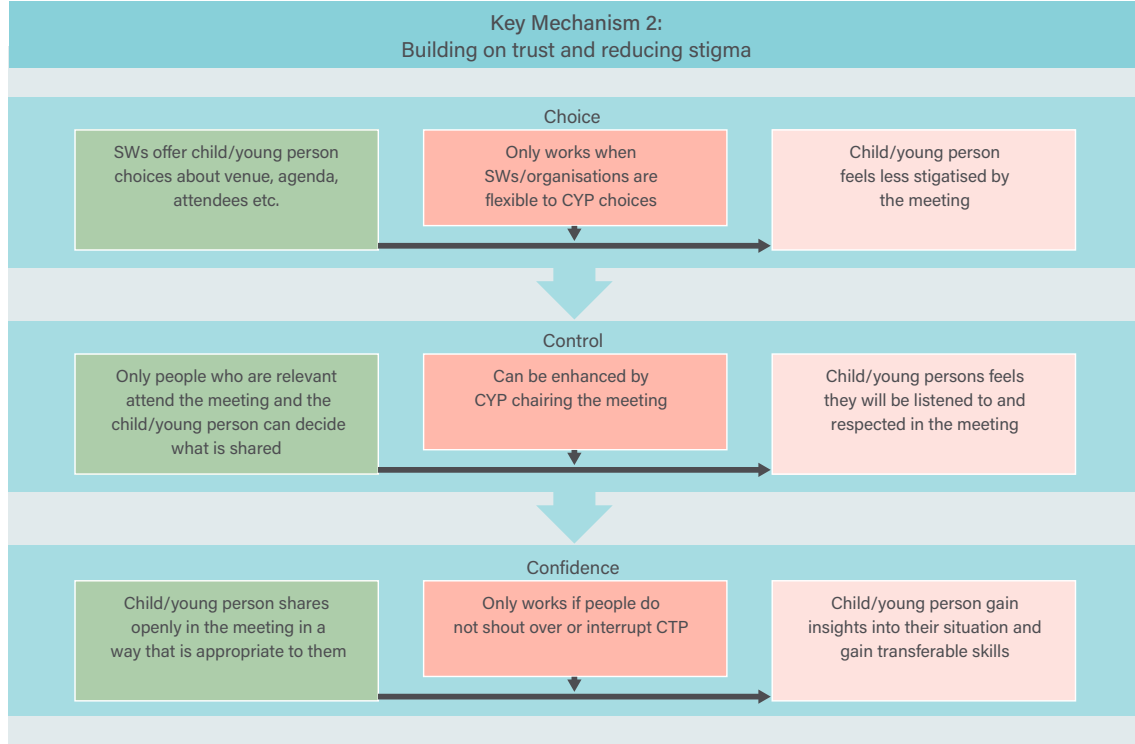 Key Mechanism 2:
Building on trust and reducing stigma
Choice
SWs offer child/young person
choices about venue, agenda,
attendees etc.
Only works when
SWs/organisations are
flexible to CYP choices
Child/young person
feels less stigatised by
the meeting
Control
Only people who are relevant
attend the meeting and the
child/young person can decide
what is shared
Can be enhanced by
CYP chairing the meeting
Child/young persons feels
they will be listened to and
respected in the meeting
Confidence
Child/young person shares
openly in the meeting in a
way that is appropriate to them
Only works if people do
not shout over or interrupt CTP
Child/young person gain
insights into their situation and
gain transferable skills